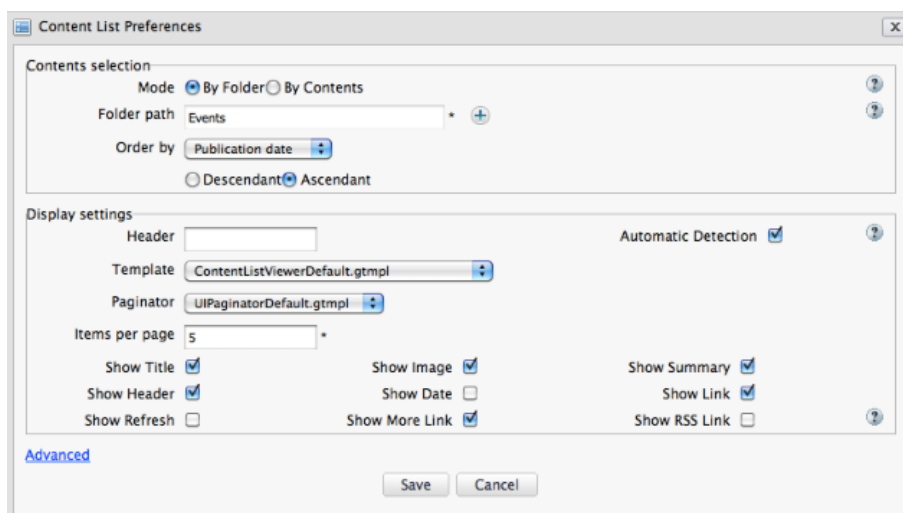 Content List Preferences x
Contents selection
Mode By Folder By Contents ?
Folder path Events * + ?
Order by Publication date
Descendant Ascendant
Display settings
Header Automatic Detection ?
Template ContentListViewerDefault.gtmpl
Paginator UIPaginatorDefault.gtmpl
Items per page 5 *
Show Title Show Image Show Summary
Show Header Show Date Show Link
Show Refresh Show More Link Show RSS Link ?
Advanced
Save Cancel